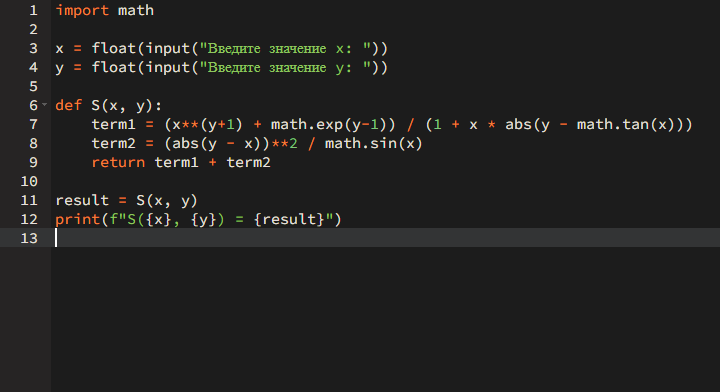 1 import math
2
3 x = float(input("Введите значение x: "))
4 y = float(input("Введите значение y: "))
5
6 def S(x, y):
7     term1 = (x**(y+1) + math.exp(y-1)) / (1 + x * abs(y - math.tan(x)))
8     term2 = (abs(y - x))**2 / math.sin(x)
9     return term1 + term2
10
11 result = S(x, y)
12 print(f"S({x}, {y}) = {result}")
13